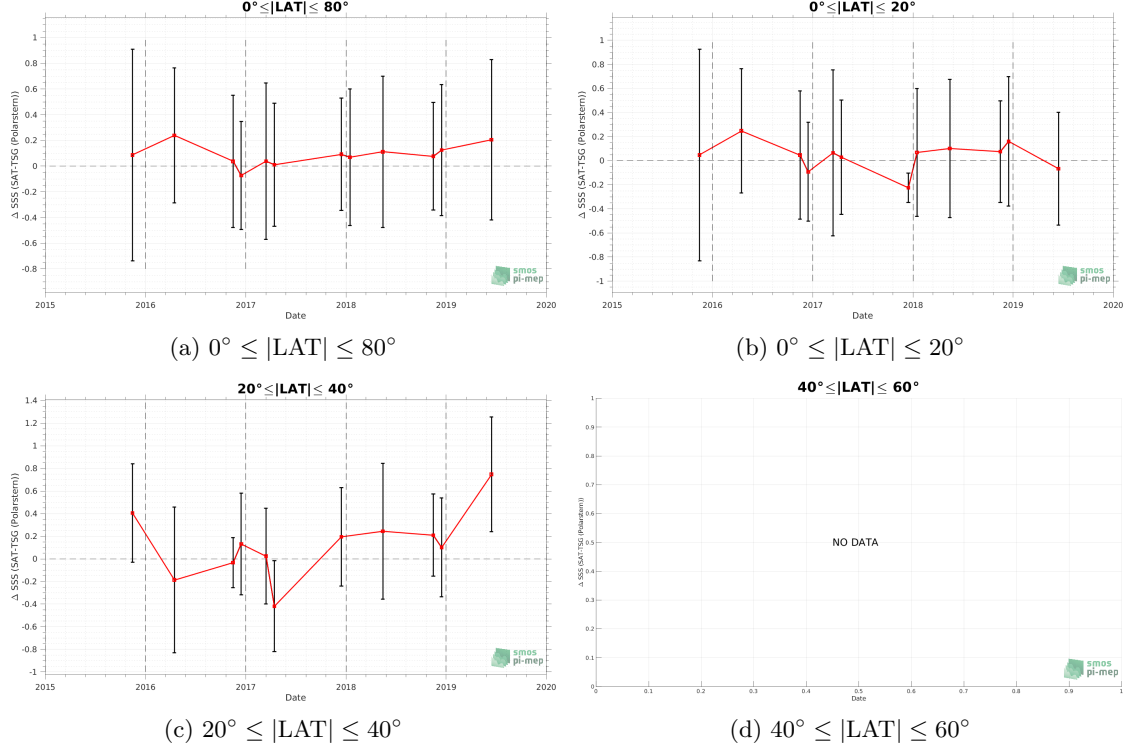 0°≤|LAT|≤ 80°
Δ SSS (SAT-TSG (Polarstern))
1
0.8
0.6
0.4
0.2
0
-0.2
-0.4
-0.6
-0.8
2015 2016 2017 2018 2019 2020
Date
smos
pi-mep
(a) 0° ≤ |LAT| ≤ 80°
0°≤|LAT|≤ 20°
Δ SSS (SAT-TSG (Polarstern))
1
0.8
0.6
0.4
0.2
0
-0.2
-0.4
-0.6
-0.8
-1
2015 2016 2017 2018 2019 2020
Date
smos
pi-mep
(b) 0° ≤ |LAT| ≤ 20°
20°≤|LAT|≤ 40°
Δ SSS (SAT-TSG (Polarstern))
1.4
1.2
1
0.8
0.6
0.4
0.2
0
-0.2
-0.4
-0.6
-0.8
-1
2015 2016 2017 2018 2019 2020
Date
smos
pi-mep
(c) 20° ≤ |LAT| ≤ 40°
40°≤|LAT|≤ 60°
Δ SSS (SAT-TSG (Polarstern))
1
0.9
0.8
0.7
0.6
0.5
0.4
0.3
0.2
0.1
0
NO DATA
0 0.1 0.2 0.3 0.4 0.5 0.6 0.7 0.8 0.9 1
Date
smos
pi-mep
(d) 40° ≤ |LAT| ≤ 60°